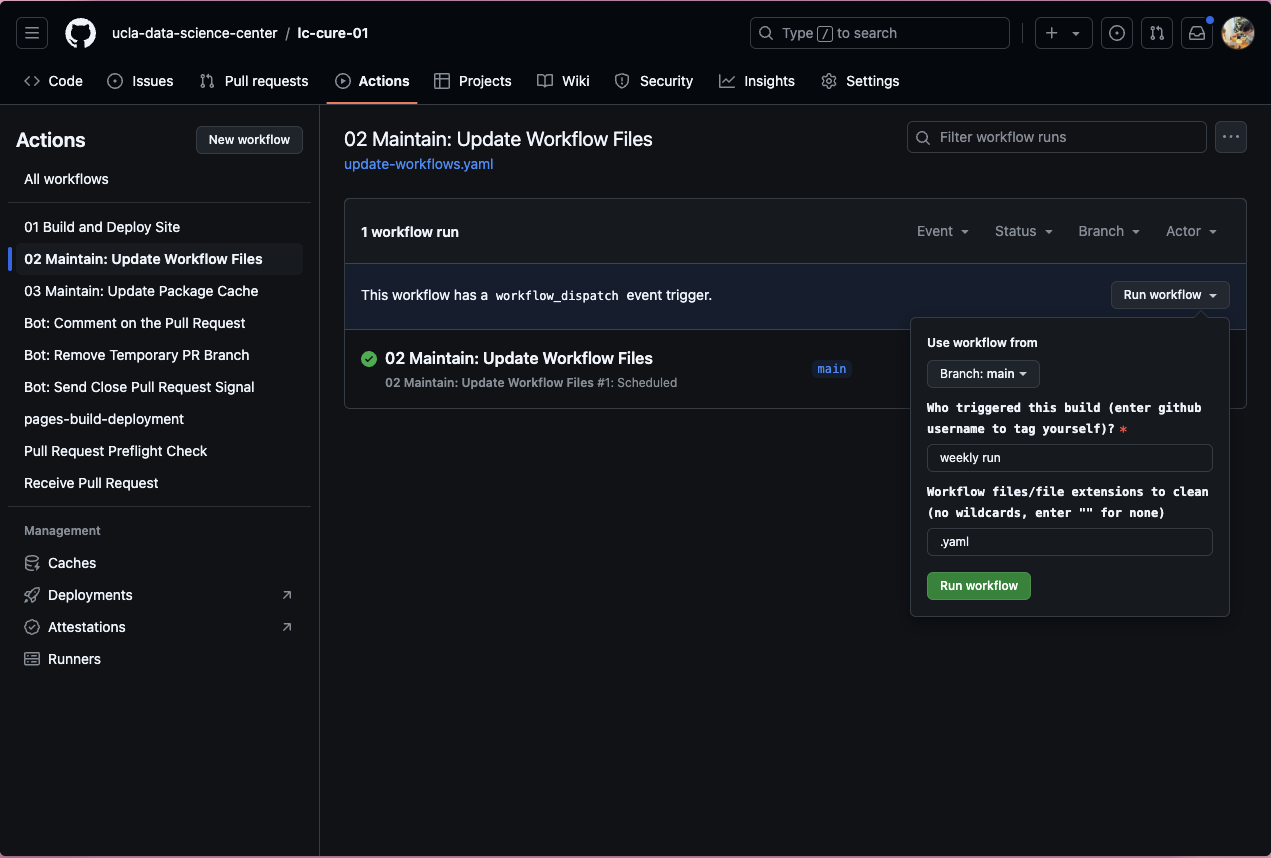 ucla-data-science-center / lc-cure-01
Type / to search
Code
Issues
Pull requests
Actions
Projects
Wiki
Security
Insights
Settings
Actions
New workflow
All workflows
01 Build and Deploy Site
02 Maintain: Update Workflow Files
03 Maintain: Update Package Cache
Bot: Comment on the Pull Request
Bot: Remove Temporary PR Branch
Bot: Send Close Pull Request Signal
pages-build-deployment
Pull Request Preflight Check
Receive Pull Request
Management
Caches
Deployments
Attestations
Runners
02 Maintain: Update Workflow Files
update-workflows.yaml
Filter workflow runs
1 workflow run
Event
Status
Branch
Actor
This workflow has a workflow_dispatch event trigger.
Run workflow
02 Maintain: Update Workflow Files
02 Maintain: Update Workflow Files #1: Scheduled
main
Use workflow from
Branch: main
Who triggered this build (enter github
username to tag yourself)? *
weekly run
Workflow files/file extensions to clean
(no wildcards, enter "" for none)
.yaml
Run workflow